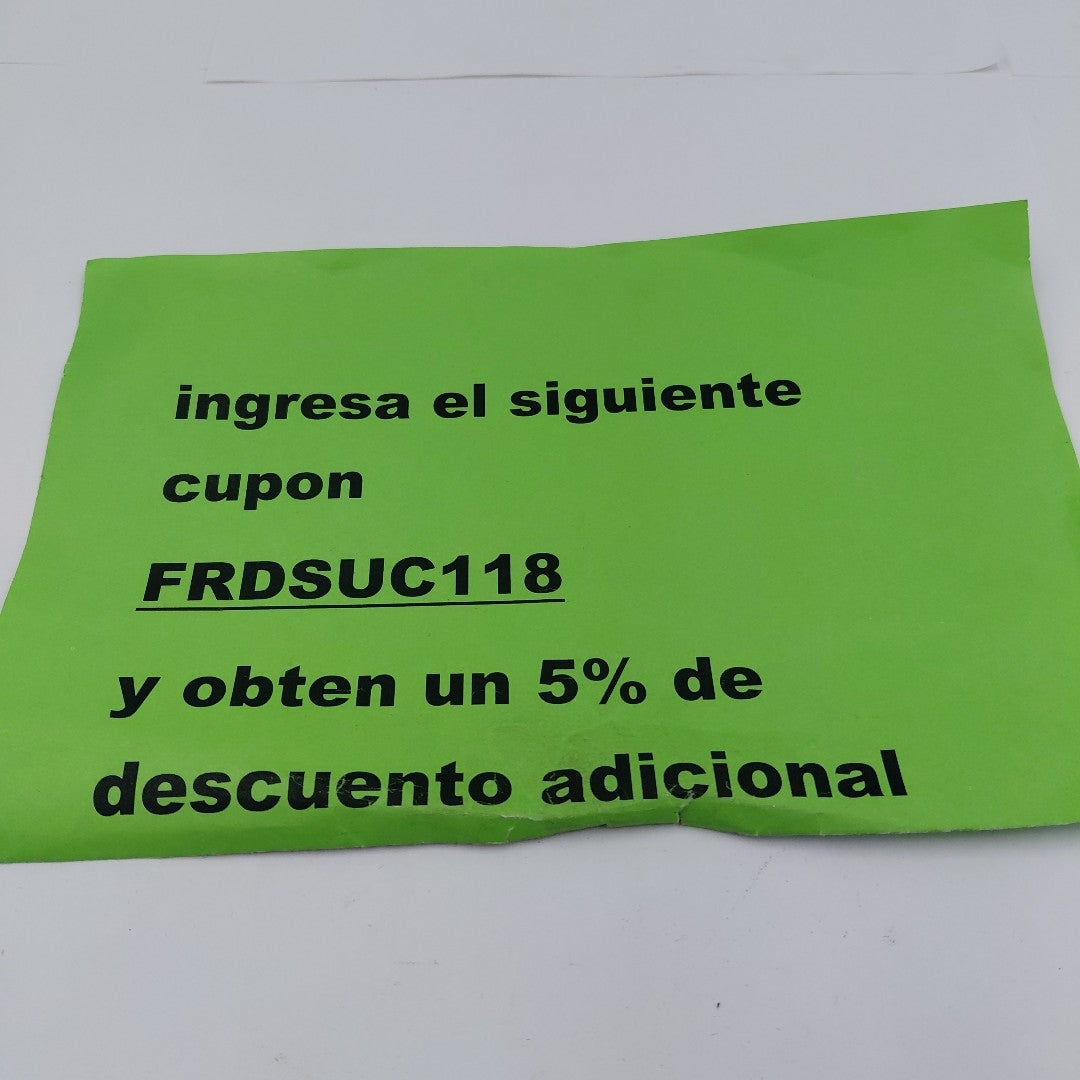 ingresa el siguiente
cupon
FRDSUC118
y obten un 5% de
descuento adicional